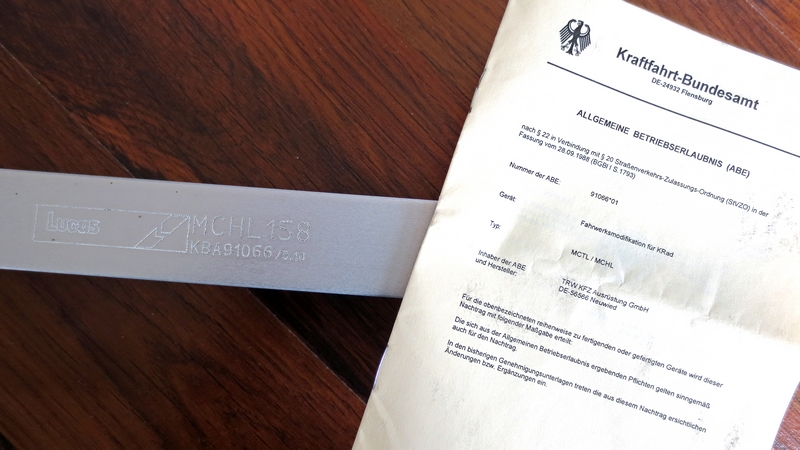 Lucas
MCHL 158
KBA91066/5.14
Kraftfahrt-Bundesamt
DE-24932 Flensburg
ALLGEMEINE BETRIEBSERLAUBNIS (ABE)
nach § 22 in Verbindung mit § 20 Straßenverkehrs-Zulassungs-Ordnung (StVZO) in der
Fassung vom 28.09.1988 (BGBl I S.1793)
Nummer der ABE: 91066*01
Gerät: Fahrwerksmodifikation für KRad
Typ: MCTL / MCHL
Inhaber der ABE TRW KFZ Ausrüstung GmbH
und Hersteller: DE-56566 Neuwied
Für die obenbezeichneten reihenweise zu fertigenden oder gefertigten Geräte wird dieser
Nachtrag mit folgender Maßgabe erteilt:
Die sich aus der Allgemeinen Betriebserlaubnis ergebenden Pflichten gelten sinngemäß
auch für den Nachtrag.
In den bisherigen Genehmigungsunterlagen treten die aus diesem Nachtrag ersichtlichen
Änderungen bzw. Ergänzungen ein.